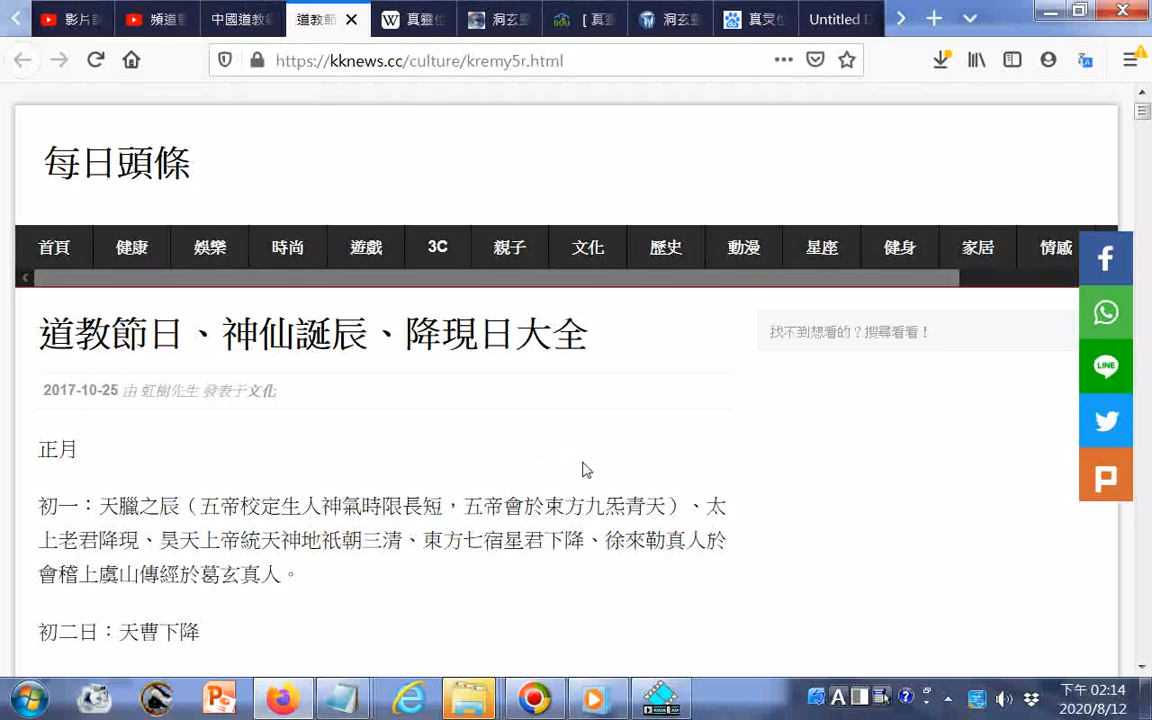 影片
頻道
中國道教
道教節
真靈位
洞玄
[ 真
洞玄
真灵位
Untitled
https://kknews.cc/culture/kremy5r.html
每日頭條
首頁 健康 娛樂 時尚 遊戲 3C 親子 文化 歷史 動漫 星座 健身 家居 情感
道教節日、神仙誕辰、降現日大全
找不到想看的？搜尋看看！
2017-10-25 由 虹樹先生 發表于文化
LINE
正月
初一：天臘之辰（五帝校定生人神氣時限長短，五帝會於東方九炁青天）、太
上老君降現、昊天上帝統天神地衹朝三清、東方七宿星君下降、徐來勒真人於
會稽上虞山傳經於葛玄真人。
初二日：天曹下降
下午 02:14
2020/8/12